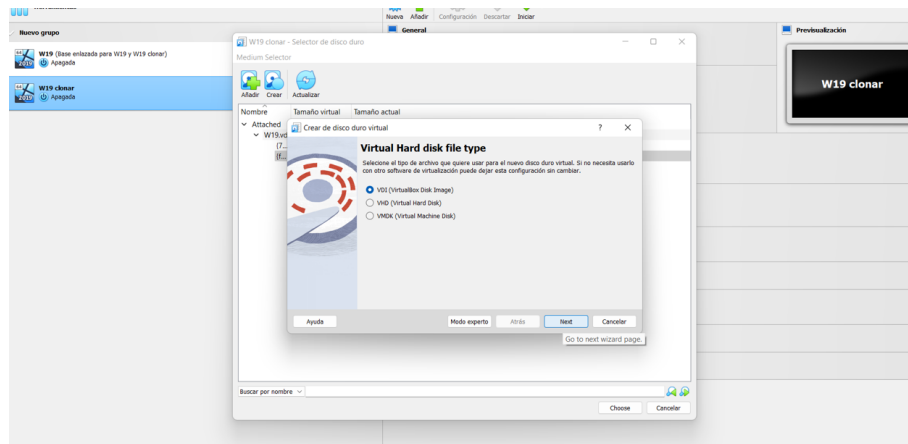 Nueva Añadir Configuración Descartar Iniciar
Nuevo grupo
General
Previsualización
W19 (Base enlazada para W19 y W19 clonar)
Apagada
W19 clonar
Apagada
W19 clonar
W19 clonar - Selector de disco duro
Medium Selector
Añadir Crear Actualizar
Nombre Tamaño virtual Tamaño actual
Attached
W19.vd
(7...
(f...
Crear de disco duro virtual
Virtual Hard disk file type
Selecione el tipo de archivo que quiere usar para el nuevo disco duro virtual. Si no necesita usarlo
con otro software de virtualización puede dejar esta configuración sin cambiar.
VDI (VirtualBox Disk Image)
VHD (Virtual Hard Disk)
VMDK (Virtual Machine Disk)
Ayuda Modo experto Atrás Next Cancelar
Go to next wizard page.
Buscar por nombre
Choose Cancelar